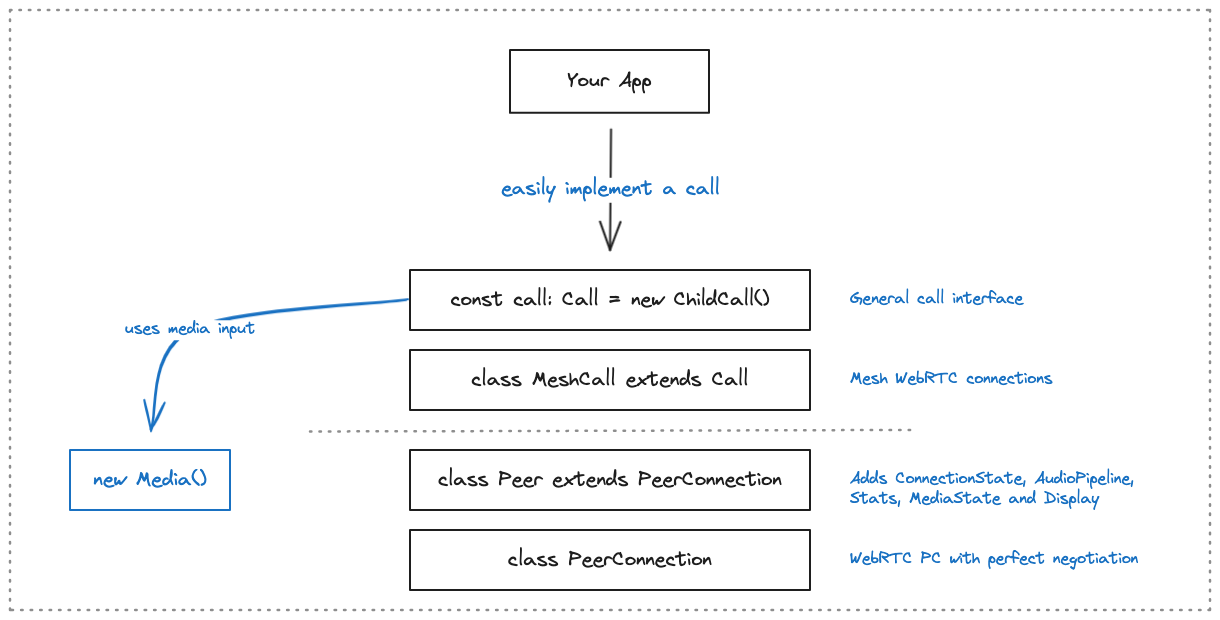 Your App
easily implement a call
const call: Call = new ChildCall()
General call interface
uses media input
class MeshCall extends Call
Mesh WebRTC connections
new Media()
class Peer extends PeerConnection
Adds ConnectionState, AudioPipeline,
Stats, MediaState and Display
class PeerConnection
WebRTC PC with perfect negotiation